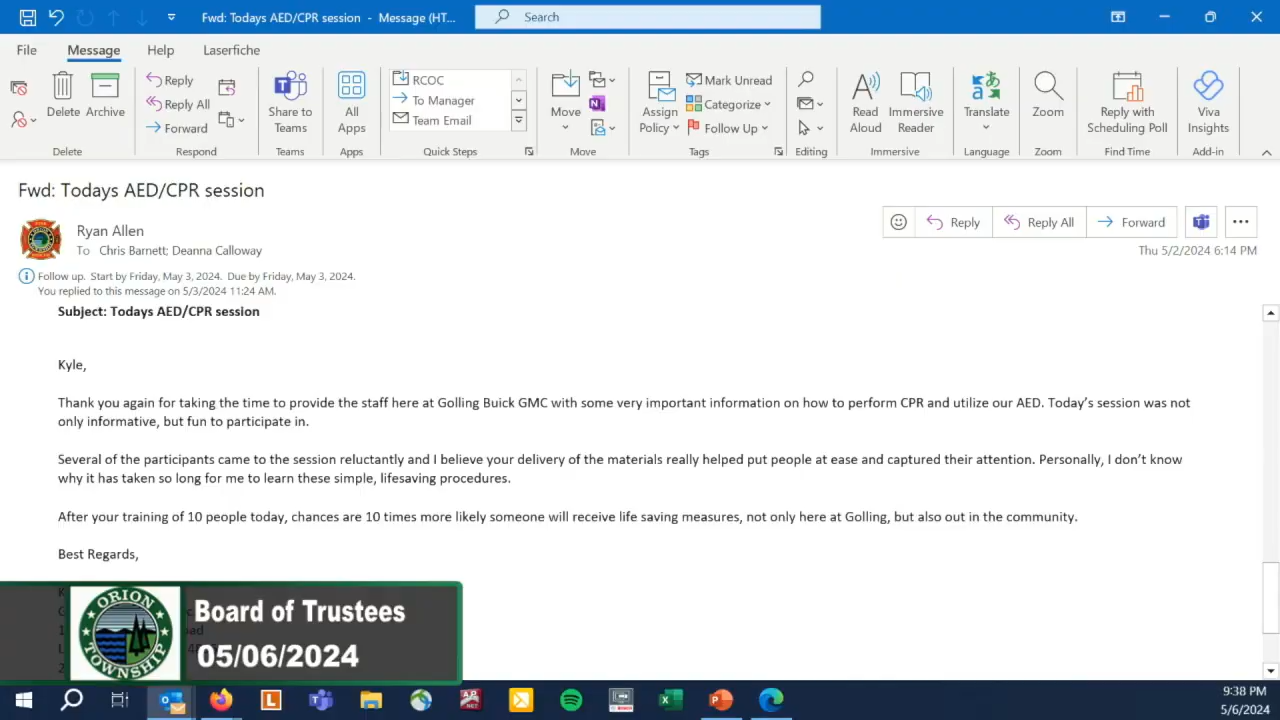 Fwd: Todays AED/CPR session - Message (HT...
Search
File
Message
Help
Laserfiche
Delete
Archive
Delete
Reply
Reply All
Forward
Respond
Share to
Teams
Teams
All
Apps
Apps
RCOC
To Manager
Team Email
Quick Steps
Move
Move
Assign
Policy
Mark Unread
Categorize
Follow Up
Tags
Editing
Read
Aloud
Immersive
Reader
Immersive
Translate
Language
Zoom
Zoom
Reply with
Scheduling Poll
Find Time
Viva
Insights
Add-in
Fwd: Todays AED/CPR session
Ryan Allen
To Chris Barnett; Deanna Calloway
Reply
Reply All
Forward
Thu 5/2/2024 6:14 PM
Follow up. Start by Friday, May 3, 2024. Due by Friday, May 3, 2024.
You replied to this message on 5/3/2024 11:24 AM.
Subject: Todays AED/CPR session
Kyle,
Thank you again for taking the time to provide the staff here at Golling Buick GMC with some very important information on how to perform CPR and utilize our AED. Today’s session was not
only informative, but fun to participate in.
Several of the participants came to the session reluctantly and I believe your delivery of the materials really helped put people at ease and captured their attention. Personally, I don’t know
why it has taken so long for me to learn these simple, lifesaving procedures.
After your training of 10 people today, chances are 10 times more likely someone will receive life saving measures, not only here at Golling, but also out in the community.
Best Regards,
ORION
TOWNSHIP
Board of Trustees
05/06/2024
9:38 PM
5/6/2024